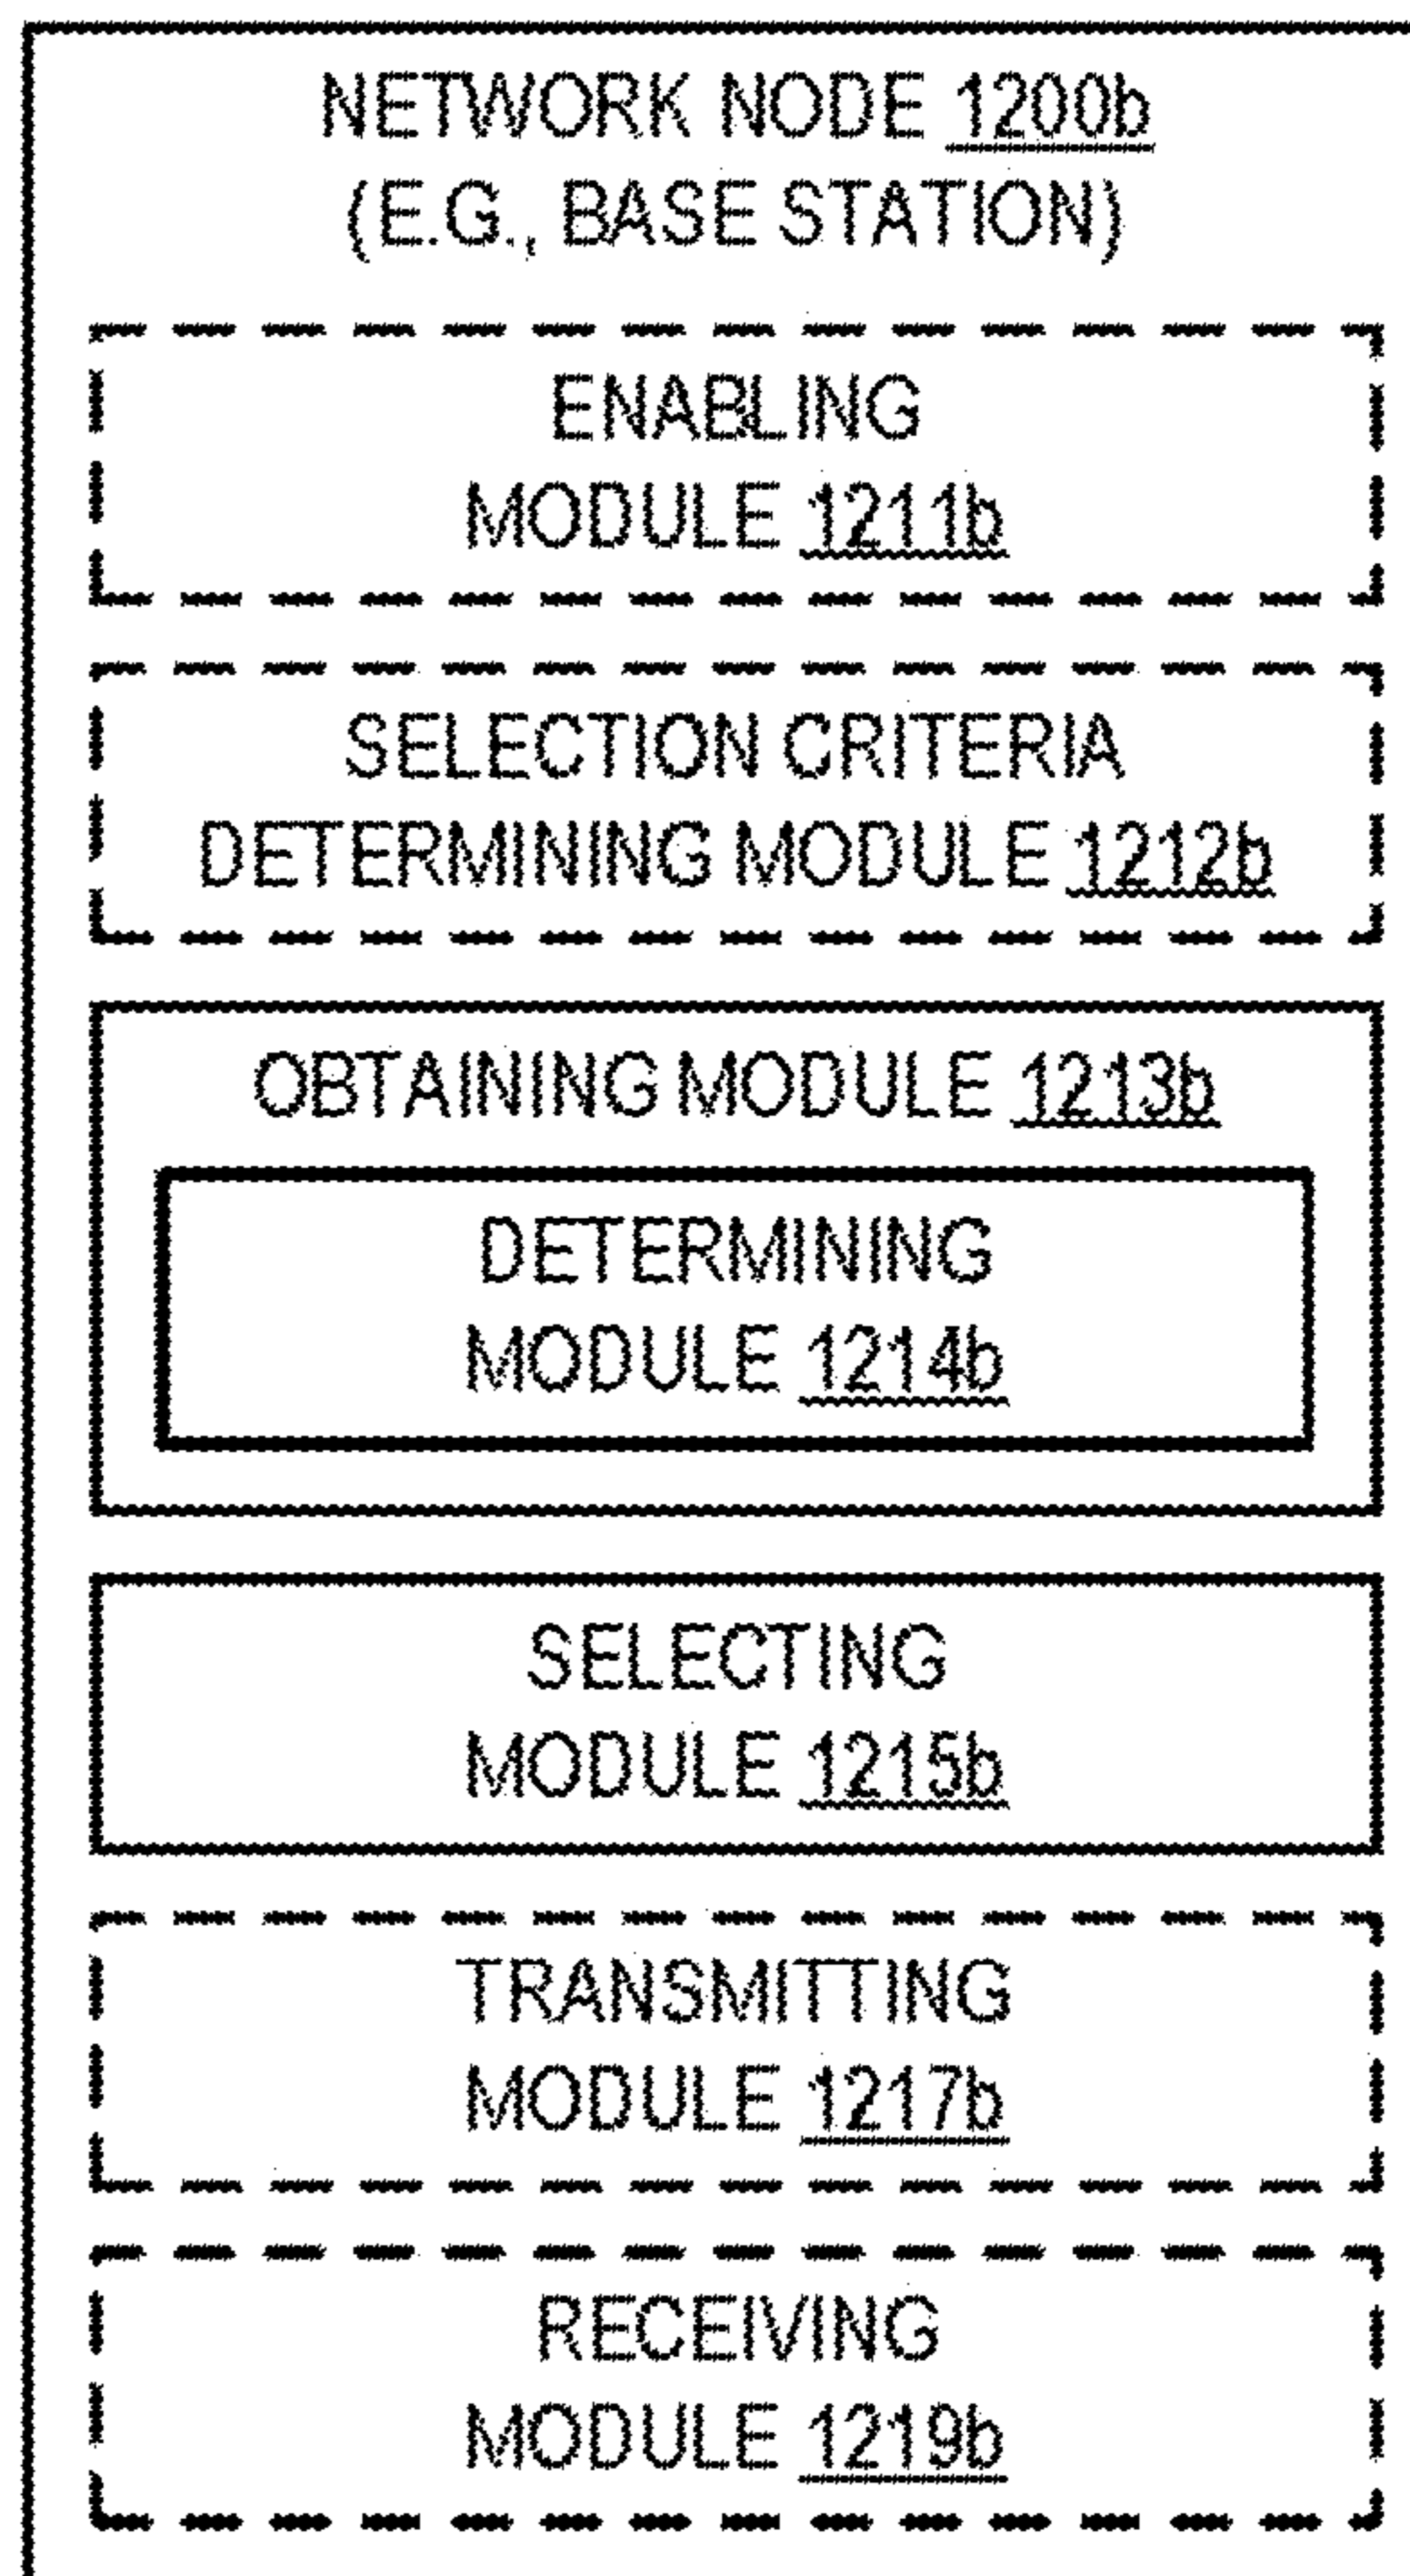 NETWORK NODE 1200b
(E.G., BASE STATION)
ENABLING
MODULE 1211b
SELECTION CRITERIA
DETERMINING MODULE 1212b
OBTAINING MODULE 1213b
DETERMINING
MODULE 1214b
SELECTING
MODULE 1215b
TRANSMITTING
MODULE 1217b
RECEIVING
MODULE 1219b